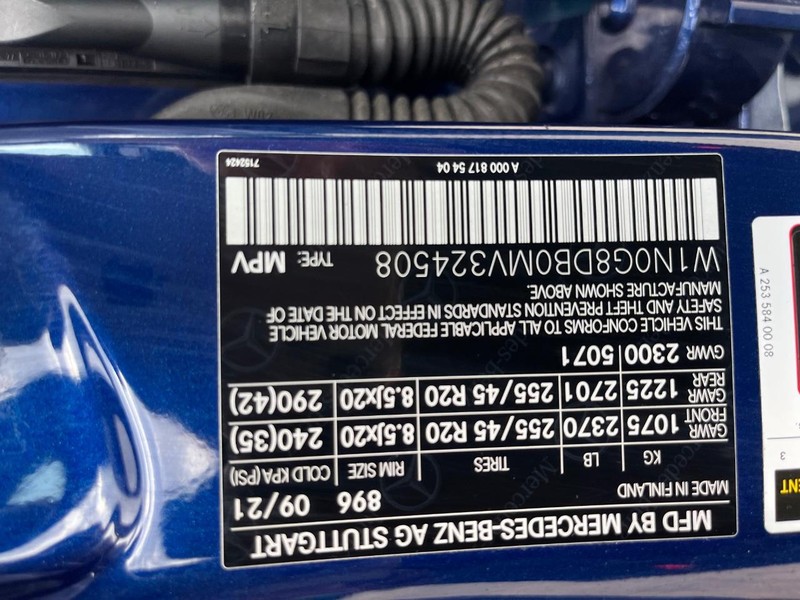 MFD BY MERCEDES-BENZ AG STUTTGART
MADE IN FINLAND 896 09/21
KG LB TIRES RIM SIZE COLD KPA (PSI)
GAWR FRONT 1075 2370 255/45 R20 8.5Jx20 240(35)
GAWR REAR 1225 2701 255/45 R20 8.5Jx20 290(42)
GVWR 2300 5071
THIS VEHICLE CONFORMS TO ALL APPLICABLE FEDERAL MOTOR VEHICLE
SAFETY AND THEFT PREVENTION STANDARDS IN EFFECT ON THE DATE OF
MANUFACTURE SHOWN ABOVE.
W1N0G8DB0MV324508 TYPE: MPV
A 000 817 54 04 7152424
A 253 584 00 08
3